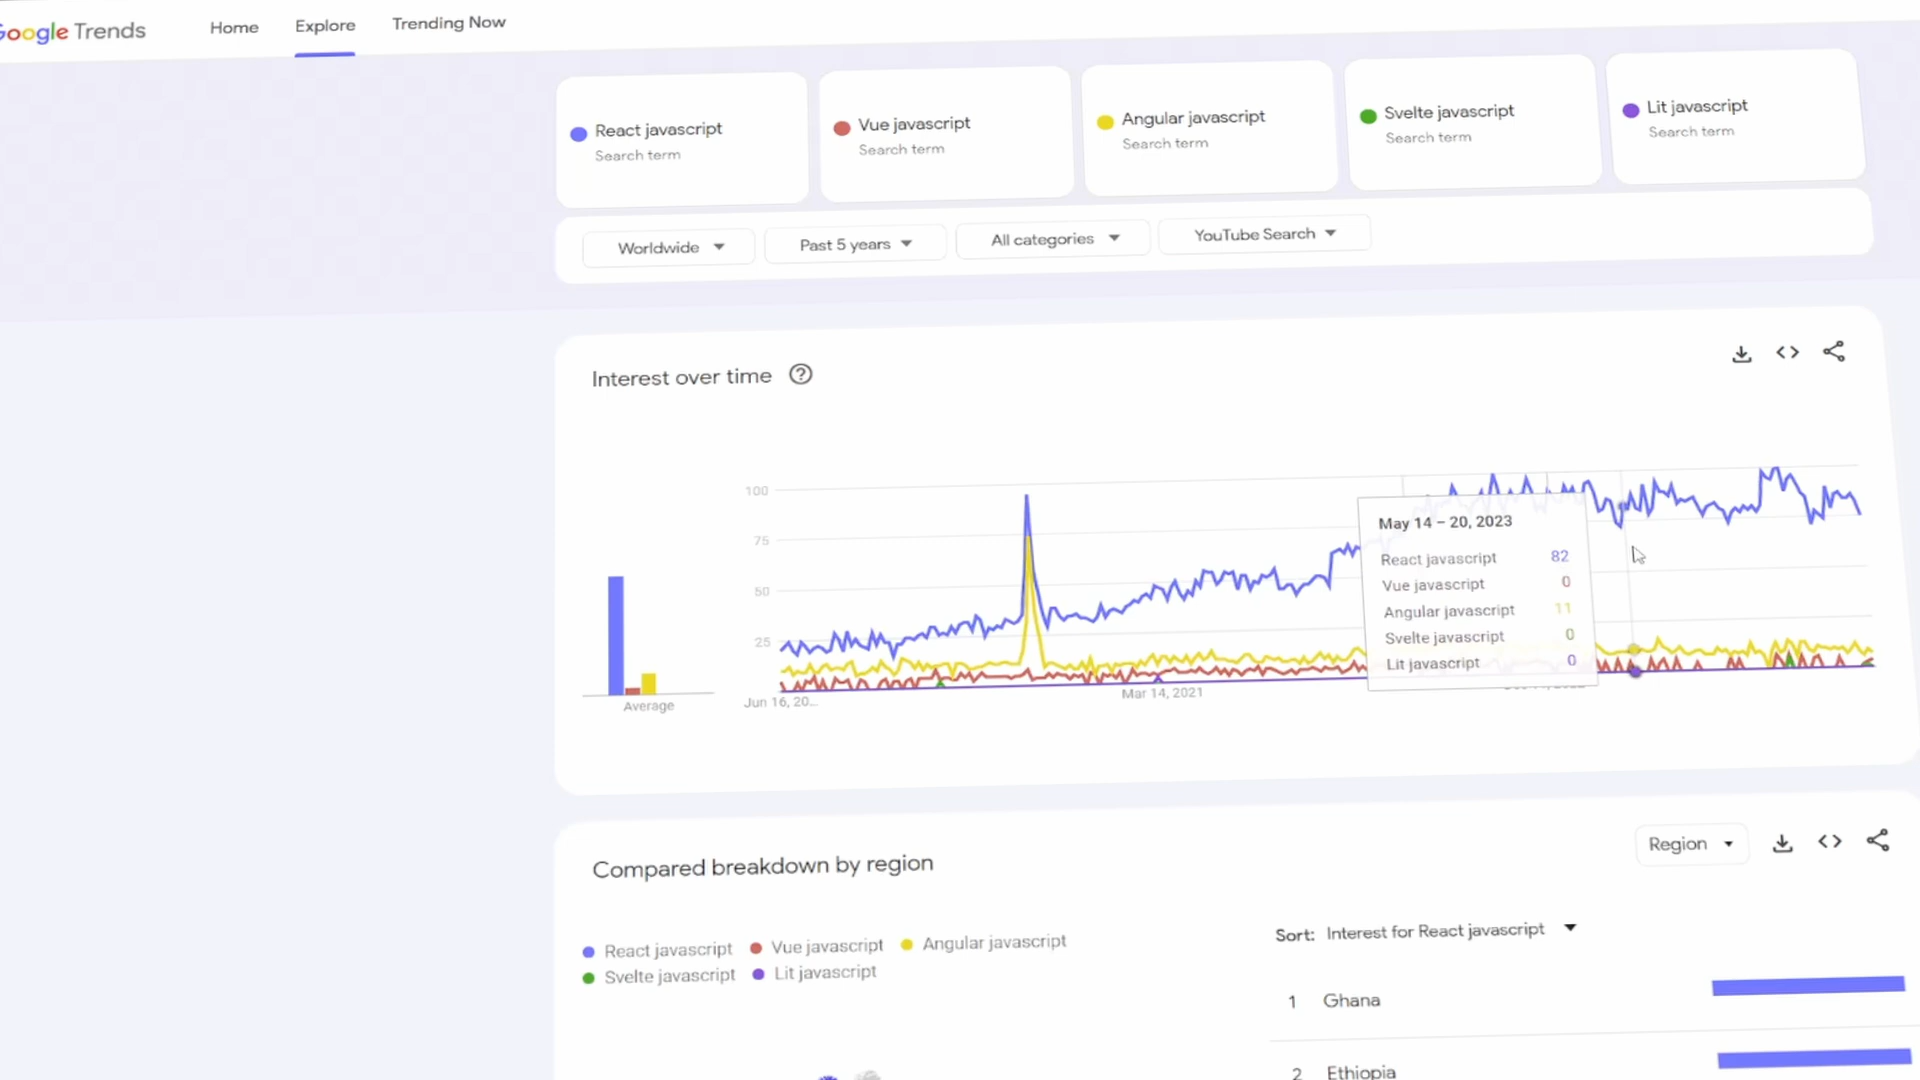 Google Trends
Home
Explore
Trending Now
React javascript
Search term
Vue javascript
Search term
Angular javascript
Search term
Svelte javascript
Search term
Lit javascript
Search term
Worldwide
Past 5 years
All categories
YouTube Search
Interest over time
100
75
50
25
Average
Jun 16, 20...
Mar 14, 2021
May 14 – 20, 2023
React javascript 82
Vue javascript 0
Angular javascript 11
Svelte javascript 0
Lit javascript 0
Compared breakdown by region
Region
React javascript
Vue javascript
Angular javascript
Svelte javascript
Lit javascript
Sort: Interest for React javascript
1 Ghana
2 Ethiopia